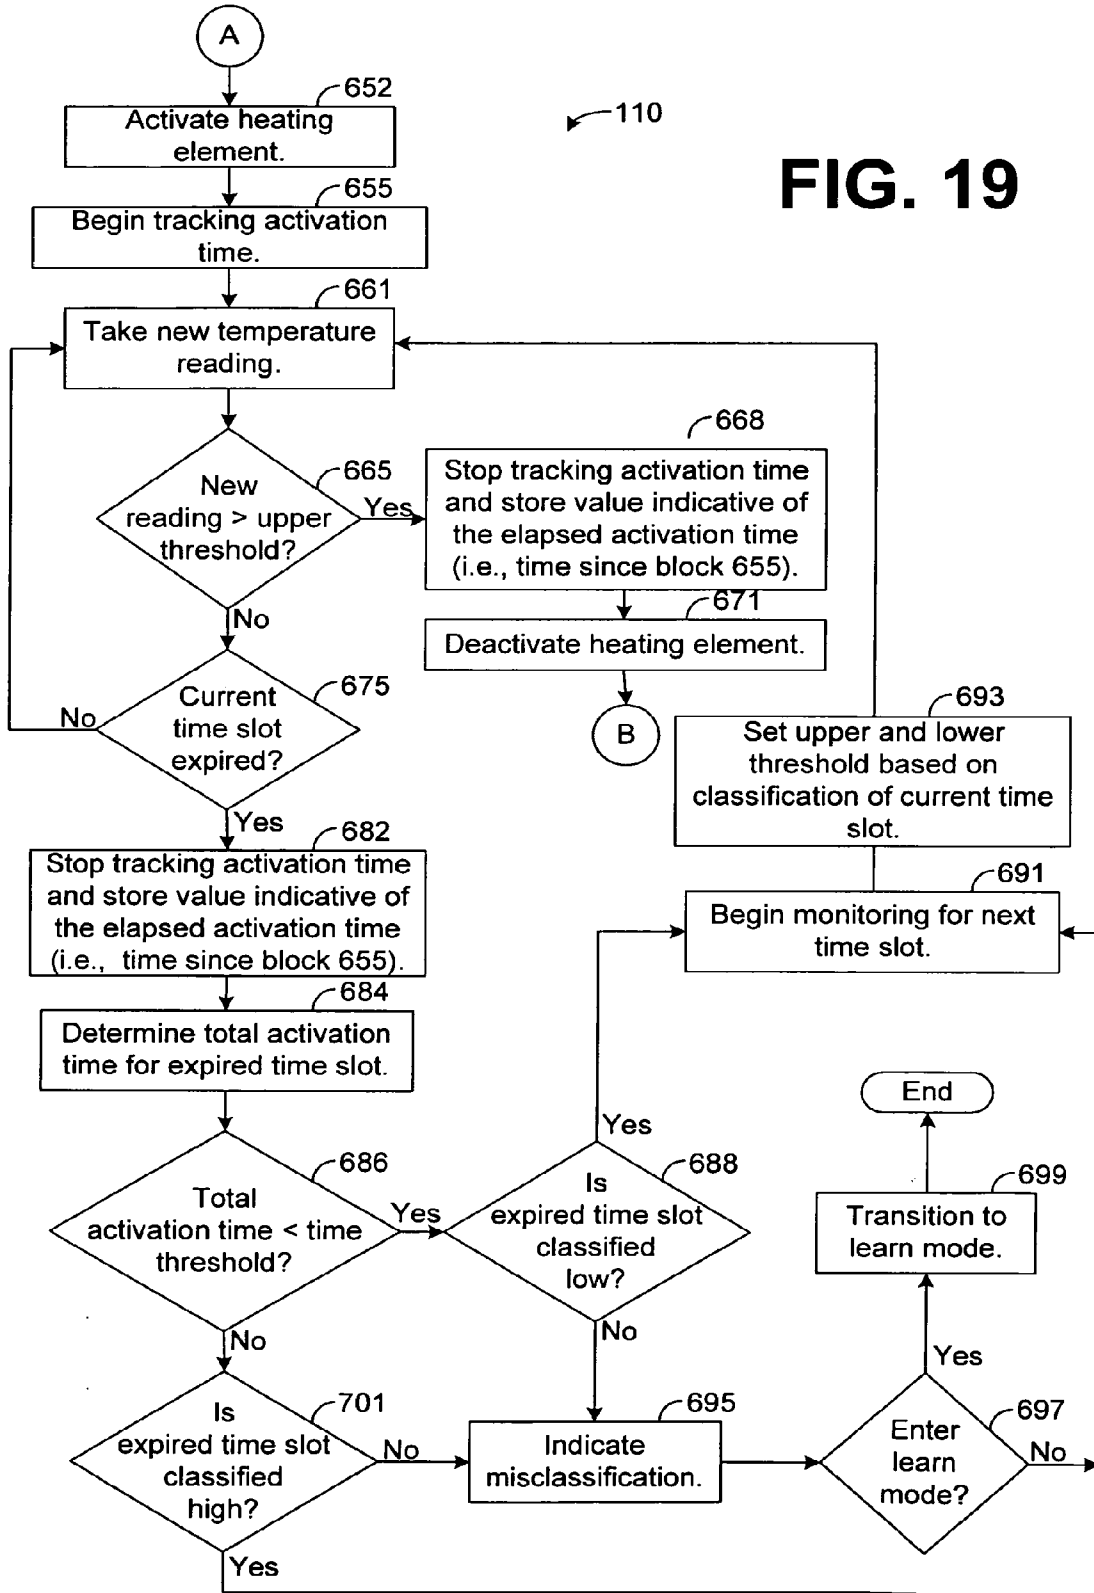 A
652
Activate heating
element.
110
FIG. 19
655
Begin tracking activation
time.
661
Take new temperature
reading.
668
665
New
reading > upper
threshold?
Yes
Stop tracking activation time
and store value indicative of
the elapsed activation time
(i.e., time since block 655).
No
671
Deactivate heating element.
675
Current
time slot
expired?
No
B
693
Set upper and lower
threshold based on
classification of current time
slot.
Yes
682
Stop tracking activation time
and store value indicative of
the elapsed activation time
(i.e., time since block 655).
691
Begin monitoring for next
time slot.
684
Determine total activation
time for expired time slot.
End
Yes
686
Total
activation time < time
threshold?
Yes
688
Is
expired time slot
classified
low?
699
Transition to
learn mode.
No
No
Yes
701
Is
expired time slot
classified
high?
No
695
Indicate
misclassification.
697
Enter
learn
mode?
No
Yes